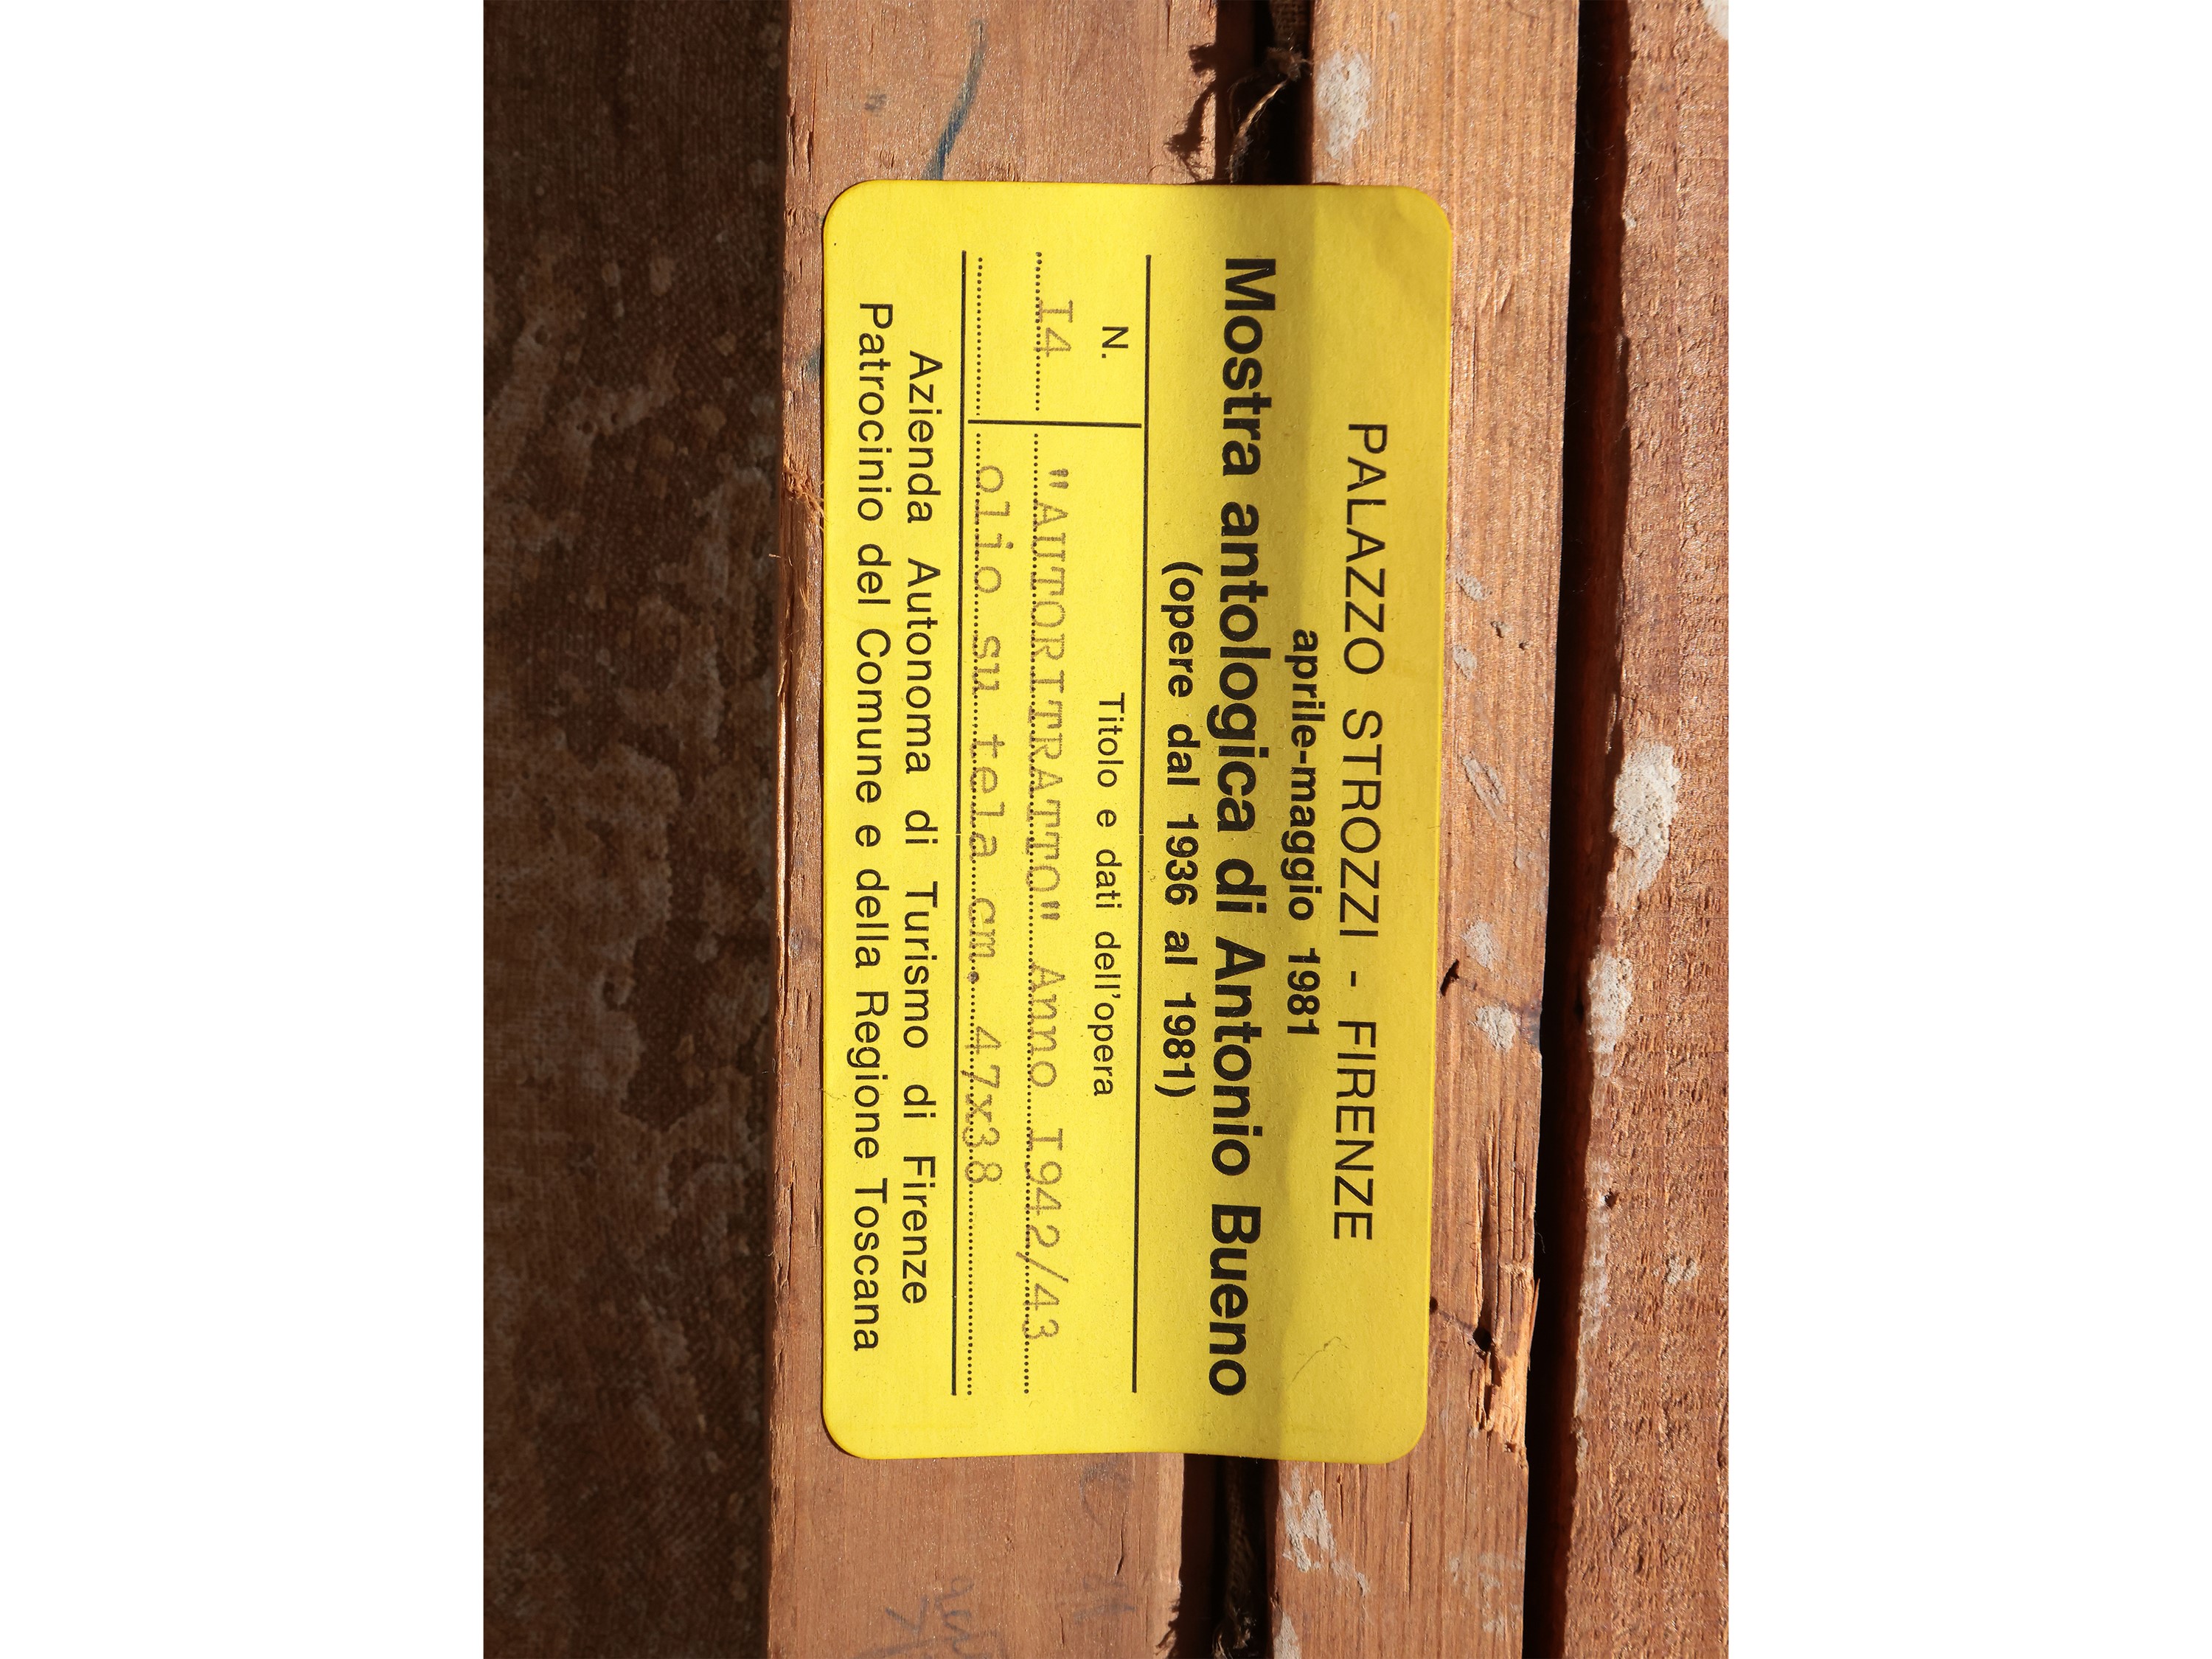 PALAZZO STROZZI - FIRENZE
aprile-maggio 1981
Mostra antologica di Antonio Bueno
(opere dal 1936 al 1981)
N.
Titolo e dati dell'opera
I4
"AUTORITRATTO" Anno I942/43
olio su tela cm. 47x38
Azienda Autonoma di Turismo di Firenze
Patrocinio del Comune e della Regione Toscana